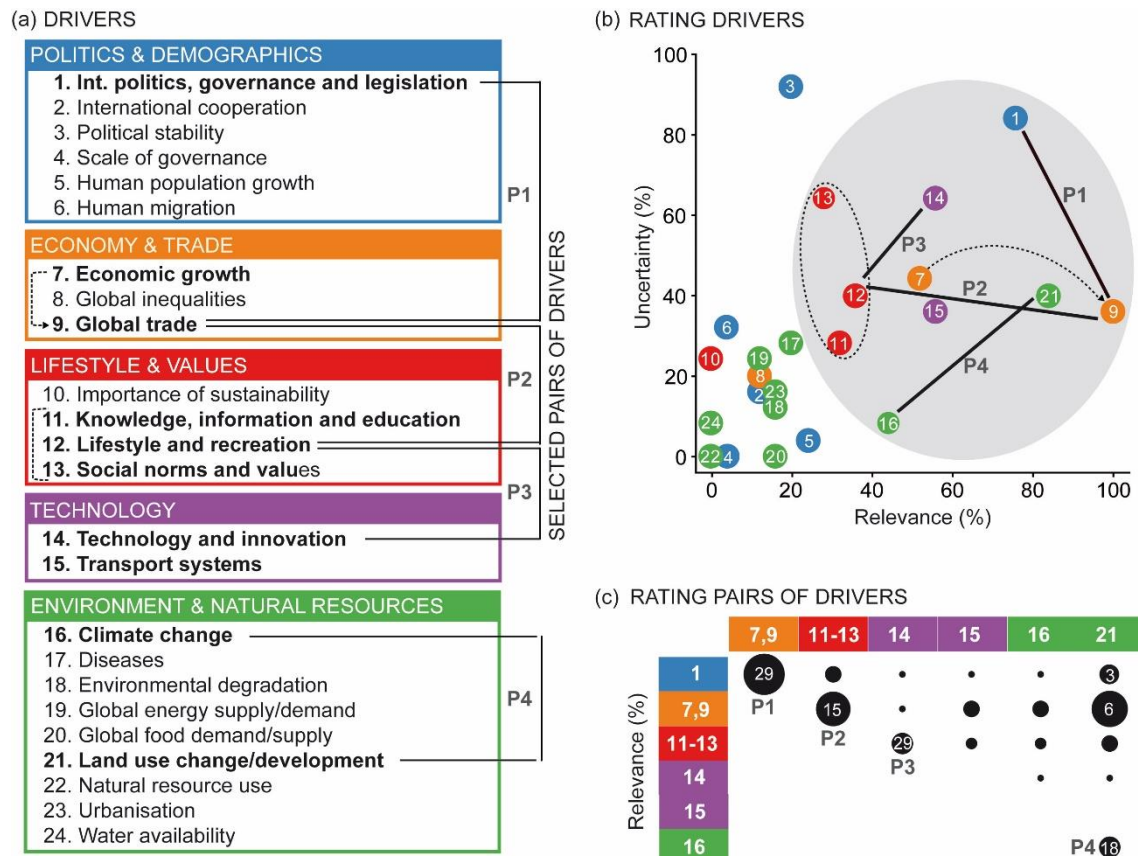 (a) DRIVERS
POLITICS & DEMOGRAPHICS
1. Int. politics, governance and legislation
2. International cooperation
3. Political stability
4. Scale of governance
5. Human population growth
6. Human migration
P1
ECONOMY & TRADE
7. Economic growth
8. Global inequalities
9. Global trade
P2
LIFESTYLE & VALUES
10. Importance of sustainability
11. Knowledge, information and education
12. Lifestyle and recreation
13. Social norms and values
P3
TECHNOLOGY
14. Technology and innovation
15. Transport systems
ENVIRONMENT & NATURAL RESOURCES
16. Climate change
17. Diseases
18. Environmental degradation
19. Global energy supply/demand
20. Global food demand/supply
21. Land use change/development
22. Natural resource use
23. Urbanisation
24. Water availability
P4
SELECTED PAIRS OF DRIVERS
(b) RATING DRIVERS
Uncertainty (%)
100
80
60
40
20
0
3
1
13
14
P1
P3
7
12
P2
21
15
9
6
11
17
10
19
8
P4
2
23
18
24
16
5
22
4
20
0 20 40 60 80 100
Relevance (%)
(c) RATING PAIRS OF DRIVERS
7,9 11-13 14 15 16 21
Relevance (%)
1 29 3
P1
7,9 15 6
P2
11-13 29
P3
14
15
16 P4 18